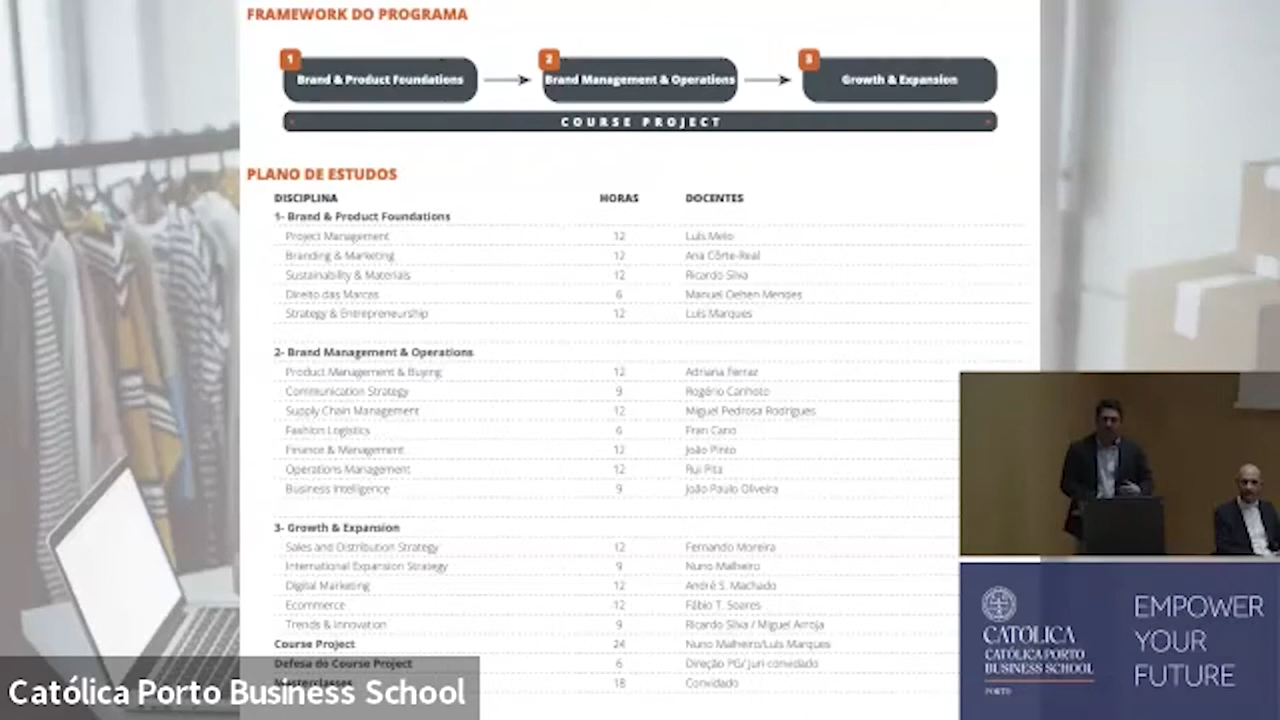 FRAMEWORK DO PROGRAMA
1
Brand & Product Foundations
2
Brand Management & Operations
3
Growth & Expansion
COURSE PROJECT
PLANO DE ESTUDOS
DISCIPLINA HORAS DOCENTES
1- Brand & Product Foundations
Project Management 12 Luís Melo
Branding & Marketing 12 Ana Côrte-Real
Sustainability & Materials 12 Ricardo Silva
Direito das Marcas 6 Manuel Oehen Mendes
Strategy & Entrepreneurship 12 Luís Marques
2- Brand Management & Operations
Product Management & Buying 12 Adriana Ferraz
Communication Strategy 9 Rogério Canhoto
Supply Chain Management 12 Miguel Pedrosa Rodrigues
Fashion Logistics 6 Fran Cano
Finance & Management 12 João Pinto
Operations Management 12 Rui Pita
Business Intelligence 9 João Paulo Oliveira
3- Growth & Expansion
Sales and Distribution Strategy 12 Fernando Moreira
International Expansion Strategy 9 Nuno Malheiro
Digital Marketing 12 André S. Machado
Ecommerce 12 Fábio T. Soares
Trends & Innovation 9 Ricardo Silva / Miguel Arroja
Course Project 24 Nuno Malheiro/Luís Marques
Defesa do Course Project 6 Direção PG/ Juri convidado
Masterclasses 18 Convidado
Católica Porto Business School
CATÓLICA
CATÓLICA PORTO
BUSINESS SCHOOL
PORTO
EMPOWER
YOUR
FUTURE